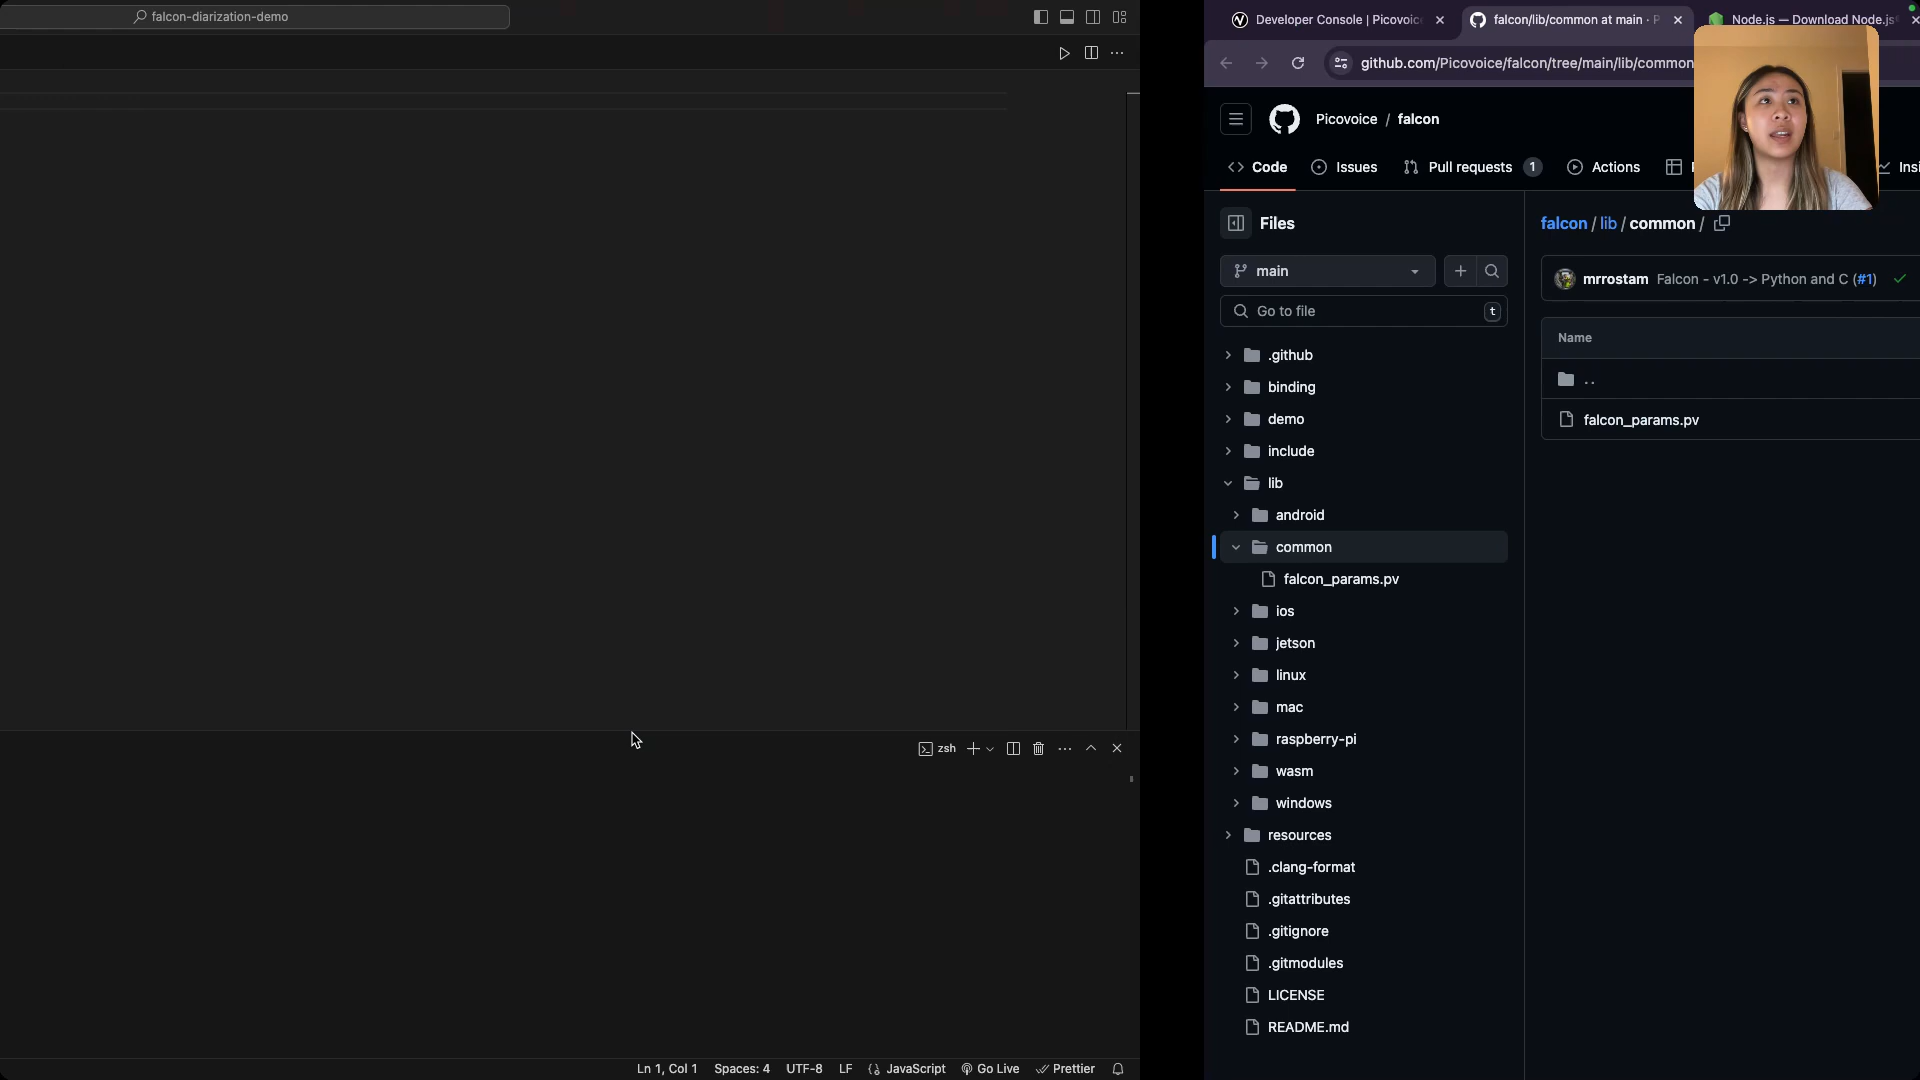 falcon-diarization-demo
zsh
Ln 1, Col 1 Spaces: 4 UTF-8 LF JavaScript Go Live Prettier
Developer Console | Picovoic
falcon/lib/common at main · P
Node.js — Download Node.js
github.com/Picovoice/falcon/tree/main/lib/common
Picovoice / falcon
Code Issues Pull requests 1 Actions Insi
Files
main
Go to file t
.github
binding
demo
include
lib
android
common
falcon_params.pv
ios
jetson
linux
mac
raspberry-pi
wasm
windows
resources
.clang-format
.gitattributes
.gitignore
.gitmodules
LICENSE
README.md
falcon / lib / common /
mrrostam Falcon - v1.0 -> Python and C (#1)
Name
..
falcon_params.pv